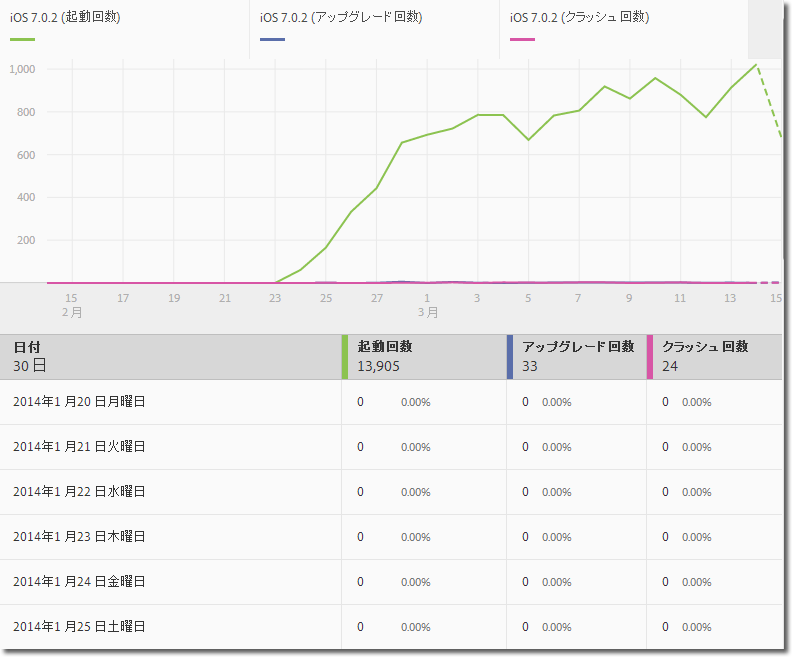 iOS 7.0.2 (起動回数)
iOS 7.0.2 (アップグレード回数)
iOS 7.0.2 (クラッシュ回数)
1,000
800
600
400
200
15 17 19 21 23 25 27 1 3 5 7 9 11 13 15
2月 3月
日付 起動回数 アップグレード回数 クラッシュ回数
30 日 13,905 33 24
2014年1 月20 日月曜日 0 0.00% 0 0.00% 0 0.00%
2014年1 月21 日火曜日 0 0.00% 0 0.00% 0 0.00%
2014年1 月22 日水曜日 0 0.00% 0 0.00% 0 0.00%
2014年1 月23 日木曜日 0 0.00% 0 0.00% 0 0.00%
2014年1 月24 日金曜日 0 0.00% 0 0.00% 0 0.00%
2014年1 月25 日土曜日 0 0.00% 0 0.00% 0 0.00%